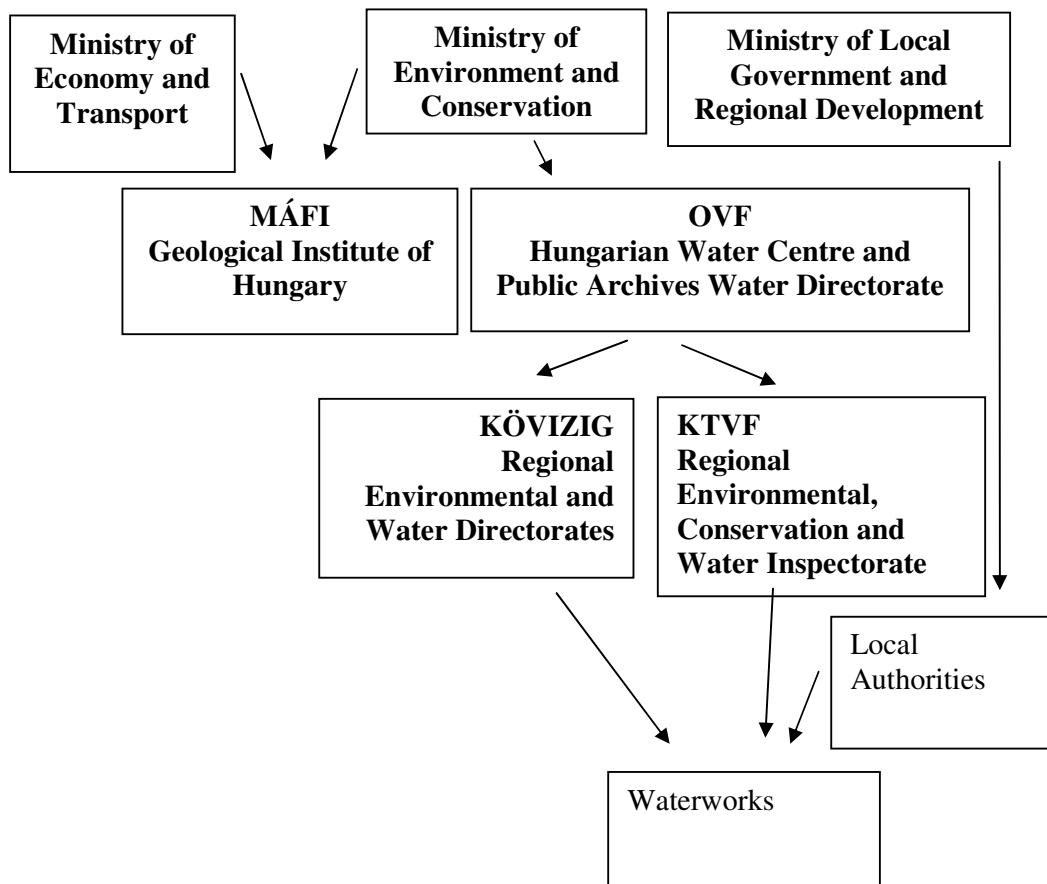 Ministry of
Economy and
Transport
Ministry of
Environment and
Conservation
Ministry of Local
Government and
Regional Development
MÁFI
Geological Institute of
Hungary
OVF
Hungarian Water Centre and
Public Archives Water Directorate
KÖVIZIG
Regional
Environmental and
Water Directorates
KTVF
Regional
Environmental,
Conservation and
Water Inspectorate
Local
Authorities
Waterworks